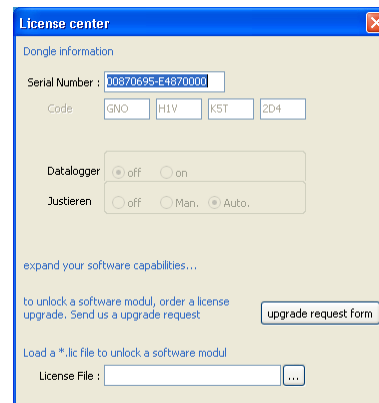 License center
Dongle information
Serial Number : 00870695-E4870000
Code GNO H1V K5T 2D4
Datalogger off on
Justieren off Man. Auto.
expand your software capabilities...
to unlock a software modul, order a license
upgrade. Send us a upgrade request
upgrade request form
Load a *.lic file to unlock a software modul
License File : ...